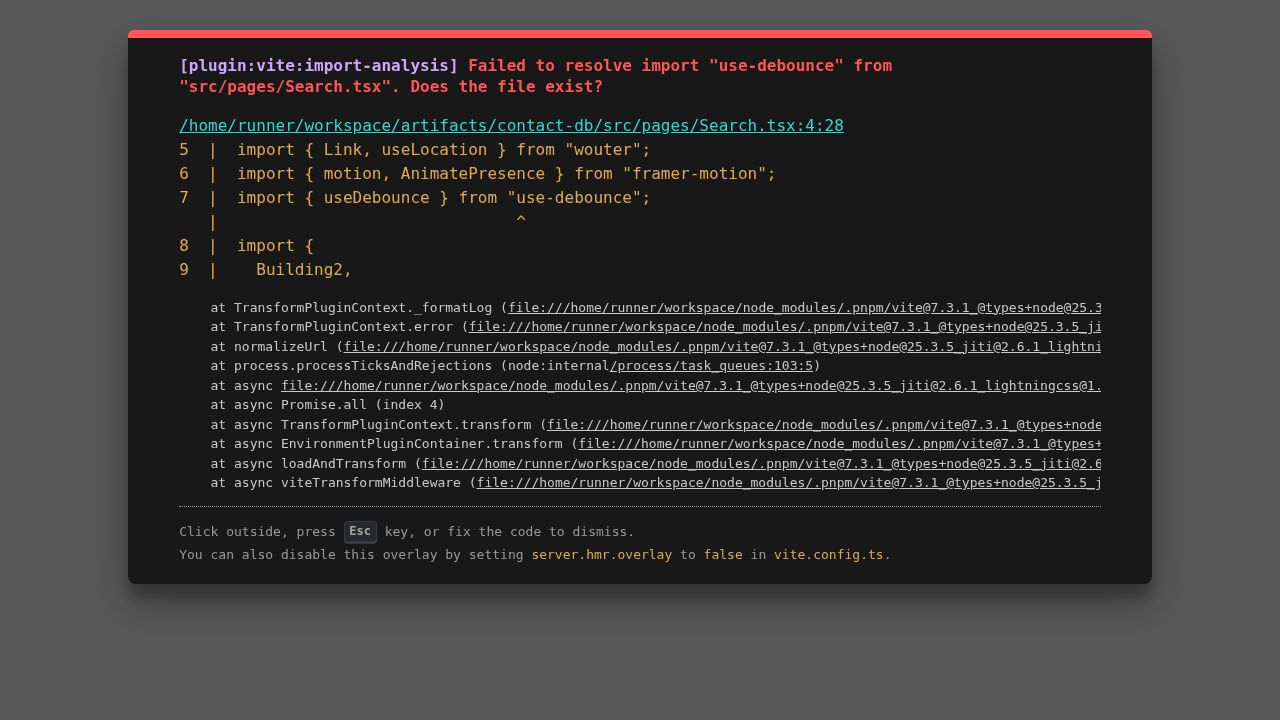 [plugin:vite:import-analysis] Failed to resolve import "use-debounce" from
"src/pages/Search.tsx". Does the file exist?
/home/runner/workspace/artifacts/contact-db/src/pages/Search.tsx:4:28
5  |  import { Link, useLocation } from "wouter";
6  |  import { motion, AnimatePresence } from "framer-motion";
7  |  import { useDebounce } from "use-debounce";
   |                               ^
8  |  import {
9  |    Building2,
at TransformPluginContext._formatLog (file:///home/runner/workspace/node_modules/.pnpm/vite@7.3.1_@types+node@25.3
at TransformPluginContext.error (file:///home/runner/workspace/node_modules/.pnpm/vite@7.3.1_@types+node@25.3.5_ji
at normalizeUrl (file:///home/runner/workspace/node_modules/.pnpm/vite@7.3.1_@types+node@25.3.5_jiti@2.6.1_lightni
at process.processTicksAndRejections (node:internal/process/task_queues:103:5)
at async file:///home/runner/workspace/node_modules/.pnpm/vite@7.3.1_@types+node@25.3.5_jiti@2.6.1_lightningcss@1.
at async Promise.all (index 4)
at async TransformPluginContext.transform (file:///home/runner/workspace/node_modules/.pnpm/vite@7.3.1_@types+node
at async EnvironmentPluginContainer.transform (file:///home/runner/workspace/node_modules/.pnpm/vite@7.3.1_@types+
at async loadAndTransform (file:///home/runner/workspace/node_modules/.pnpm/vite@7.3.1_@types+node@25.3.5_jiti@2.6
at async viteTransformMiddleware (file:///home/runner/workspace/node_modules/.pnpm/vite@7.3.1_@types+node@25.3.5_j
Click outside, press Esc key, or fix the code to dismiss.
You can also disable this overlay by setting server.hmr.overlay to false in vite.config.ts.